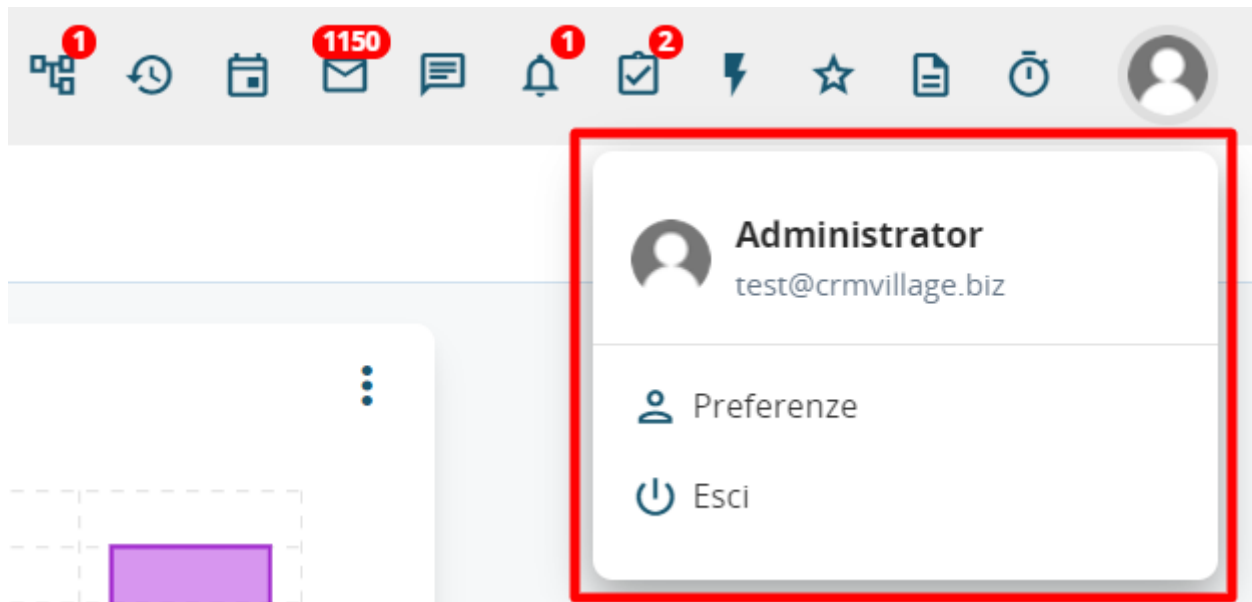 1 1150 1 2
Administrator
test@crmvillage.biz
Preferenze
Esci